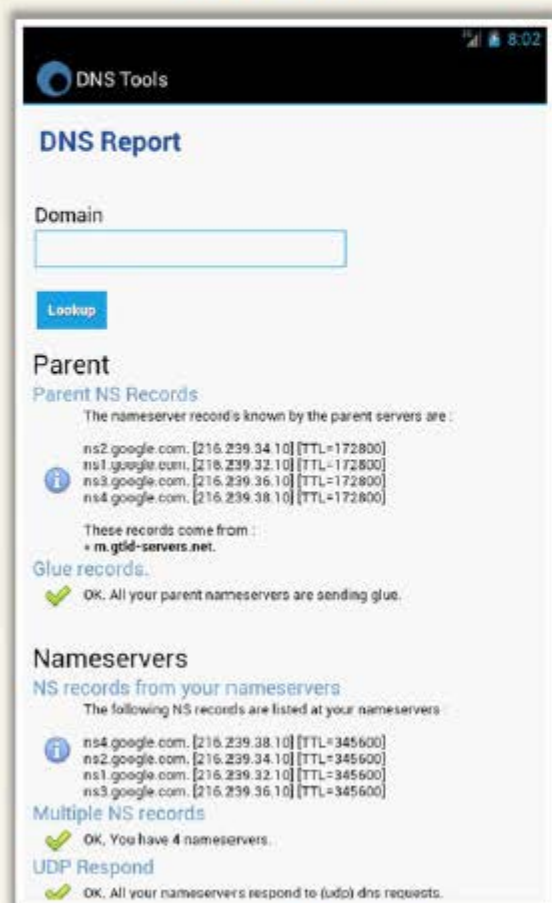 8:02
DNS Tools
DNS Report
Domain
Lookup
Parent
Parent NS Records
The nameserver records known by the parent servers are :
ns2.google.com. [216.239.34.10] [TTL=172800]
ns1.google.com. [216.239.32.10] [TTL=172800]
ns3.google.com. [216.239.36.10] [TTL=172800]
ns4.google.com. [216.239.38.10] [TTL=172800]
These records come from :
• m.gtld-servers.net.
Glue records.
OK. All your parent nameservers are sending glue.
Nameservers
NS records from your nameservers
The following NS records are listed at your nameservers :
ns4.google.com. [216.239.38.10] [TTL=345600]
ns2.google.com. [216.239.34.10] [TTL=345600]
ns1.google.com. [216.239.32.10] [TTL=345600]
ns3.google.com. [216.239.36.10] [TTL=345600]
Multiple NS records
OK. You have 4 nameservers.
UDP Respond
OK. All your nameservers respond to (udp) dns requests.